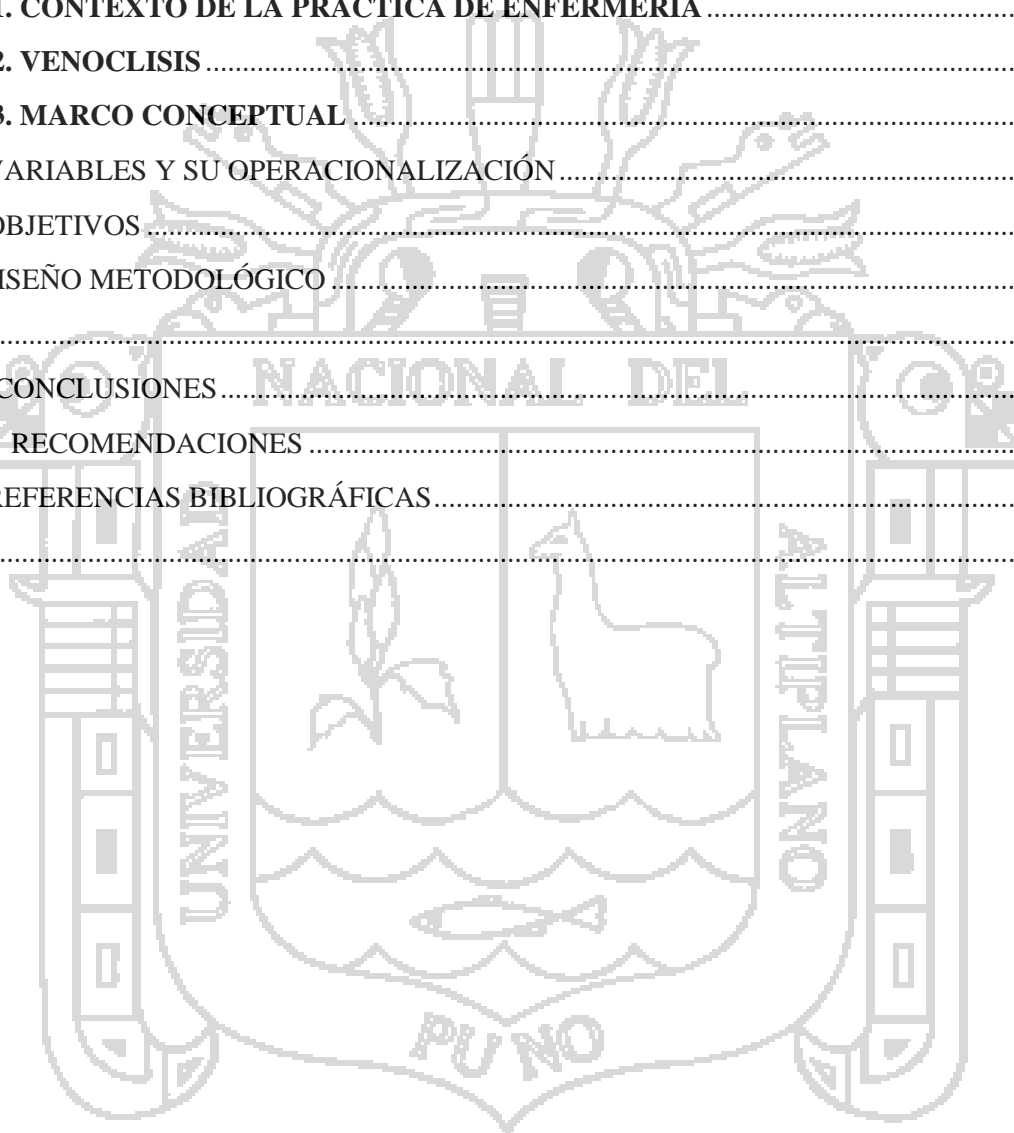 1. CONTEXTO DE LA PRÁCTICA DE ENFERMERÍA ........................................
2. VENOCLISIS ........................................
3. MARCO CONCEPTUAL ........................................
VARIABLES Y SU OPERACIONALIZACIÓN ........................................
OBJETIVOS ........................................
DISEÑO METODOLÓGICO ........................................
........................................
CONCLUSIONES ........................................
RECOMENDACIONES ........................................
REFERENCIAS BIBLIOGRÁFICAS ........................................
........................................
NACIONAL DEL
UNIVERSIDAD
ALTIPLANO
PUNO